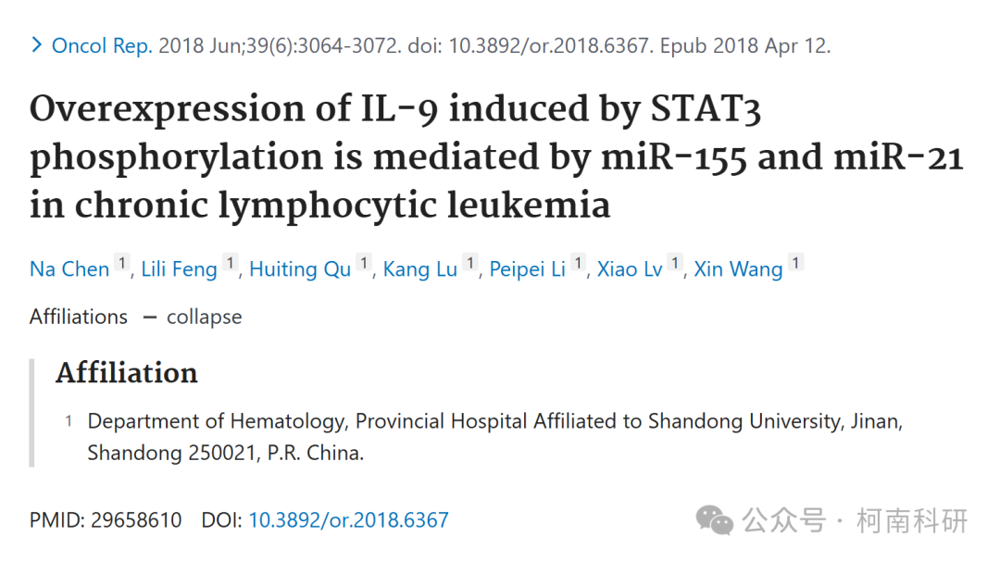 > Oncol Rep. 2018 Jun;39(6):3064-3072. doi: 10.3892/or.2018.6367. Epub 2018 Apr 12.
Overexpression of IL-9 induced by STAT3
phosphorylation is mediated by miR-155 and miR-21
in chronic lymphocytic leukemia
Na Chen 1, Lili Feng 1, Huiting Qu 1, Kang Lu 1, Peipei Li 1, Xiao Lv 1, Xin Wang 1
Affiliations — collapse
Affiliation
1 Department of Hematology, Provincial Hospital Affiliated to Shandong University, Jinan,
Shandong 250021, P.R. China.
PMID: 29658610 DOI: 10.3892/or.2018.6367
公众号 · 柯南科研